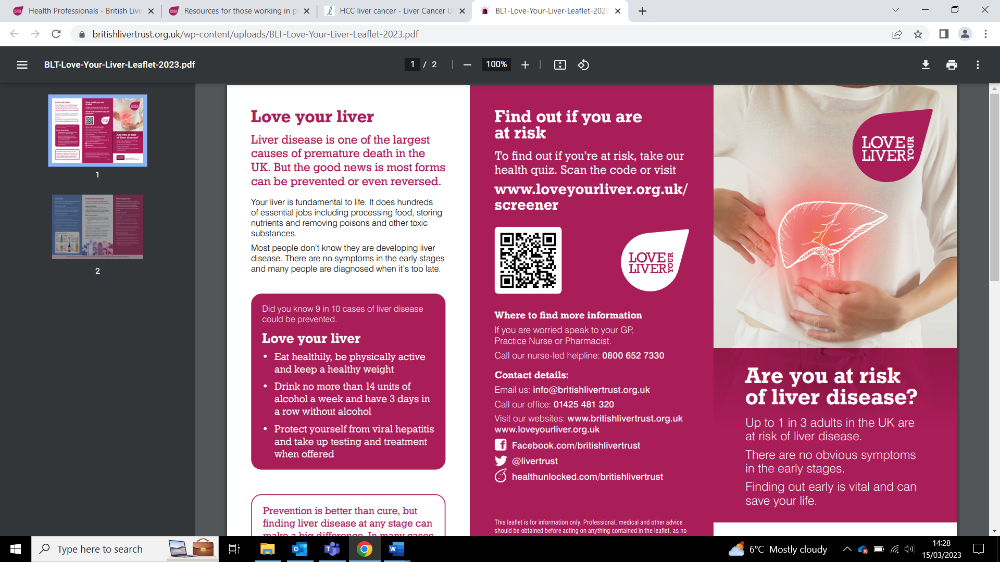 Health Professionals - British Live
Resources for those working in p
HCC liver cancer - Liver Cancer U
BLT-Love-Your-Liver-Leaflet-2023
britishlivertrust.org.uk/wp-content/uploads/BLT-Love-Your-Liver-Leaflet-2023.pdf
BLT-Love-Your-Liver-Leaflet-2023.pdf
1 / 2
100%
1
2
Love your liver
Liver disease is one of the largest
causes of premature death in the
UK. But the good news is most forms
can be prevented or even reversed.
Your liver is fundamental to life. It does hundreds
of essential jobs including processing food, storing
nutrients and removing poisons and other toxic
substances.
Most people don't know they are developing liver
disease. There are no symptoms in the early stages
and many people are diagnosed when it's too late.
Did you know 9 in 10 cases of liver disease
could be prevented.
Love your liver
• Eat healthily, be physically active
and keep a healthy weight
• Drink no more than 14 units of
alcohol a week and have 3 days in
a row without alcohol
• Protect yourself from viral hepatitis
and take up testing and treatment
when offered
Prevention is better than cure, but
finding liver disease at any stage can
make a big difference. In many cases
Find out if you are
at risk
To find out if you're at risk, take our
health quiz. Scan the code or visit
www.loveyourliver.org.uk/
screener
LOVE
YOUR
LIVER
Where to find more information
If you are worried speak to your GP,
Practice Nurse or Pharmacist.
Call our nurse-led helpline: 0800 652 7330
Contact details:
Email us: info@britishlivertrust.org.uk
Call our office: 01425 481 320
Visit our websites: www.britishlivertrust.org.uk
www.loveyourliver.org.uk
Facebook.com/britishlivertrust
@livertrust
healthunlocked.com/britishlivertrust
This leaflet is for information only. Professional, medical and other advice
should be obtained before acting on anything contained in the leaflet, as no
LOVE
YOUR
LIVER
Are you at risk
of liver disease?
Up to 1 in 3 adults in the UK are
at risk of liver disease.
There are no obvious symptoms
in the early stages.
Finding out early is vital and can
save your life.
Type here to search
6°C Mostly cloudy
14:28
15/03/2023